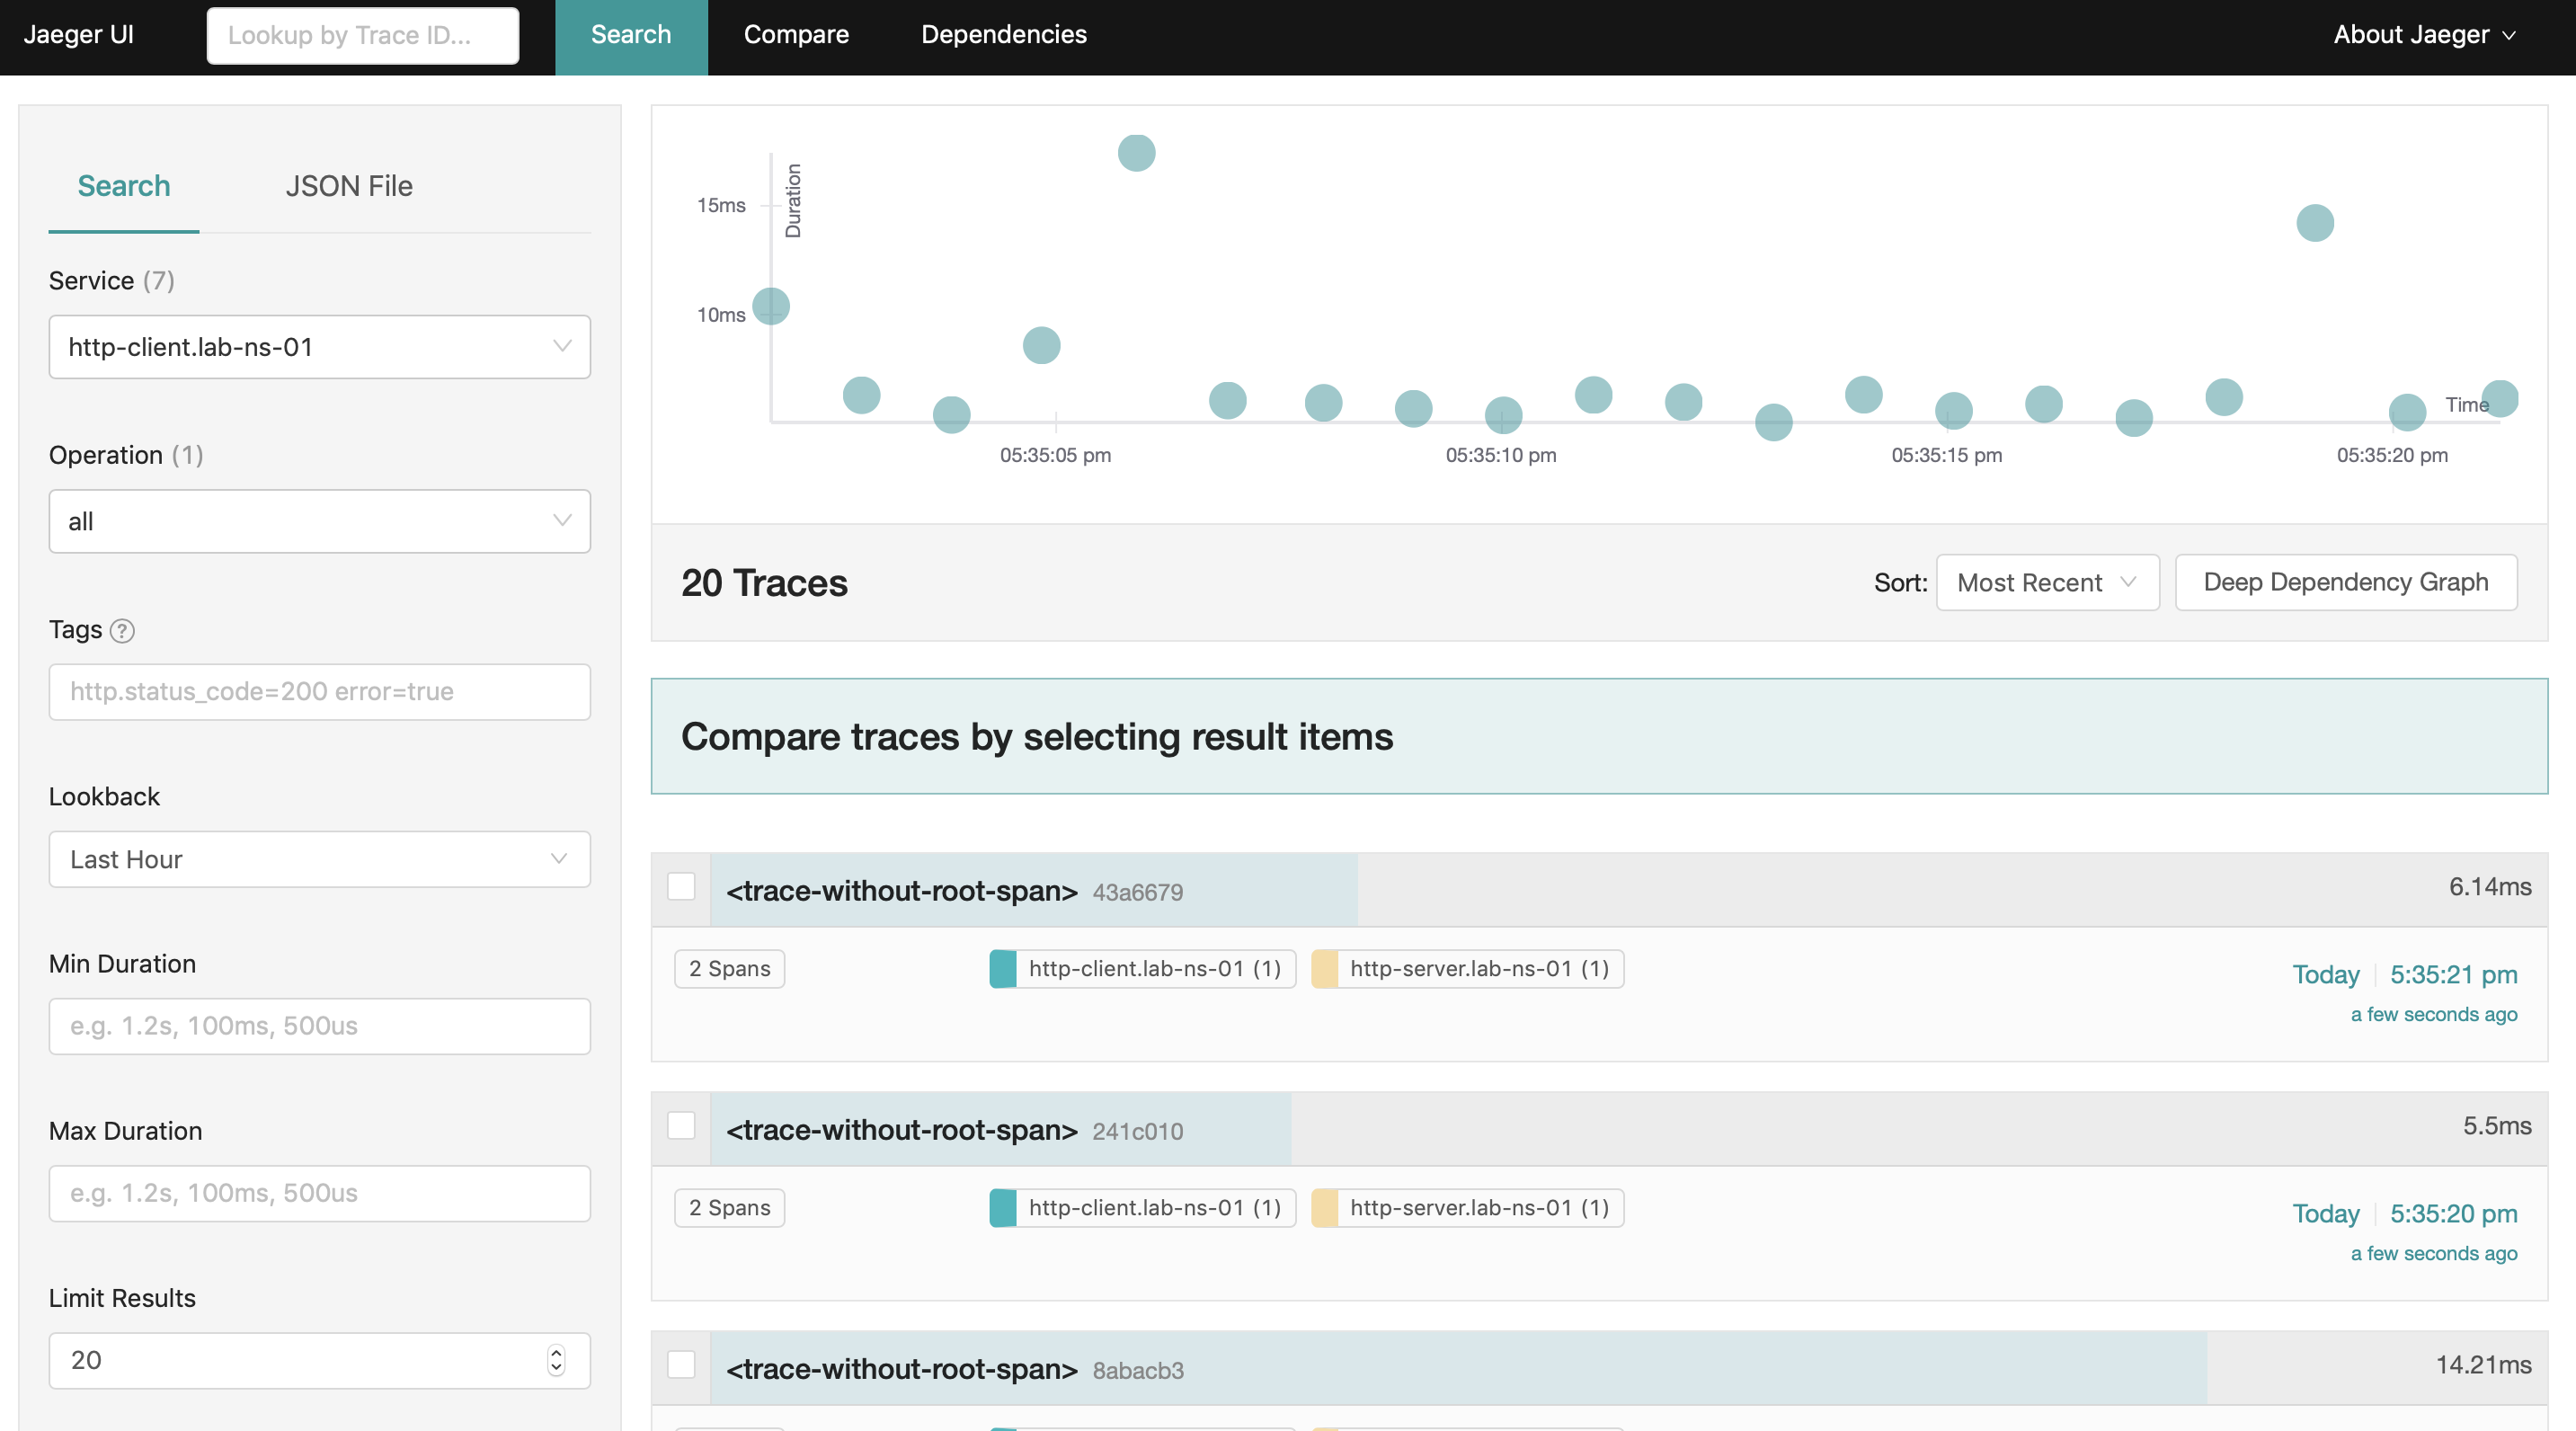 Jaeger UI
Lookup by Trace ID...
Search
Compare
Dependencies
About Jaeger
Search
JSON File
Service (7)
http-client.lab-ns-01
Operation (1)
all
Tags ?
http.status_code=200 error=true
Lookback
Last Hour
Min Duration
e.g. 1.2s, 100ms, 500us
Max Duration
e.g. 1.2s, 100ms, 500us
Limit Results
20
Duration
15ms
10ms
Time
05:35:05 pm
05:35:10 pm
05:35:15 pm
05:35:20 pm
20 Traces
Sort: Most Recent
Deep Dependency Graph
Compare traces by selecting result items
<trace-without-root-span> 43a6679
6.14ms
2 Spans
http-client.lab-ns-01 (1)
http-server.lab-ns-01 (1)
Today 5:35:21 pm
a few seconds ago
<trace-without-root-span> 241c010
5.5ms
2 Spans
http-client.lab-ns-01 (1)
http-server.lab-ns-01 (1)
Today 5:35:20 pm
a few seconds ago
<trace-without-root-span> 8abacb3
14.21ms